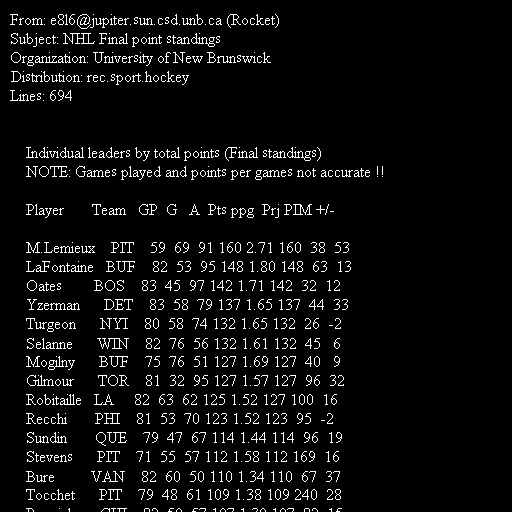 From: e8l6@jupiter.sun.csd.unb.ca (Rocket)
Subject: NHL Final point standings
Organization: University of New Brunswick
Distribution: rec.sport.hockey
Lines: 694
Individual leaders by total points (Final standings)
NOTE: Games played and points per games not accurate !!
Player Team GP G A Pts ppg Prj PIM +/-
M.Lemieux PIT 59 69 91 160 2.71 160 38 53
LaFontaine BUF 82 53 95 148 1.80 148 63 13
Oates BOS 83 45 97 142 1.71 142 32 12
Yzerman DET 83 58 79 137 1.65 137 44 33
Turgeon NYI 80 58 74 132 1.65 132 26 -2
Selanne WIN 82 76 56 132 1.61 132 45 6
Mogilny BUF 75 76 51 127 1.69 127 40 9
Gilmour TOR 81 32 95 127 1.57 127 96 32
Robitaille LA 82 63 62 125 1.52 127 100 16
Recchi PHI 81 53 70 123 1.52 123 95 -2
Sundin QUE 79 47 67 114 1.44 114 96 19
Stevens PIT 71 55 57 112 1.58 112 169 16
Bure VAN 82 60 50 110 1.34 110 67 37
Tocchet PIT 79 48 61 109 1.38 109 240 28